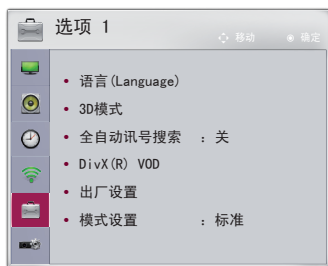 选项 1
移动 确定
语言(Language)
3D模式
全自动讯号搜索 : 关
DivX(R) VOD
出厂设置
模式设置 : 标准